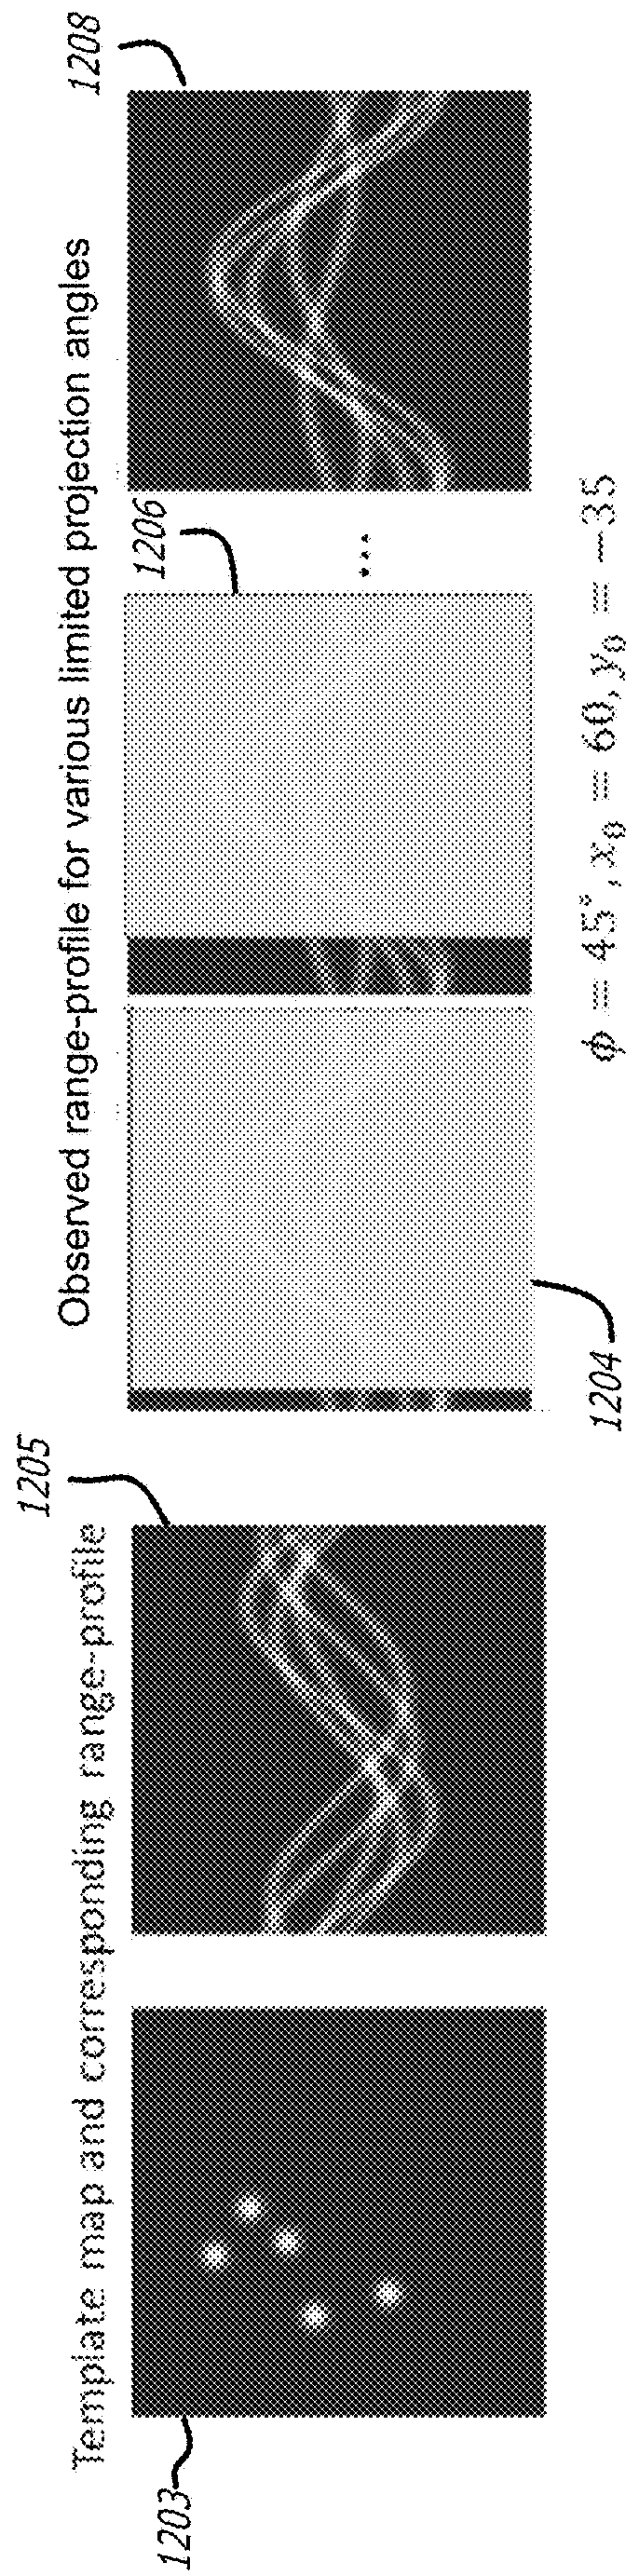 Template map and corresponding range-profile
1203
1205
Observed range-profile for various limited projection angles
1204
1206
...
1208
ϕ = 45°, x₀ = 60, y₀ = −35